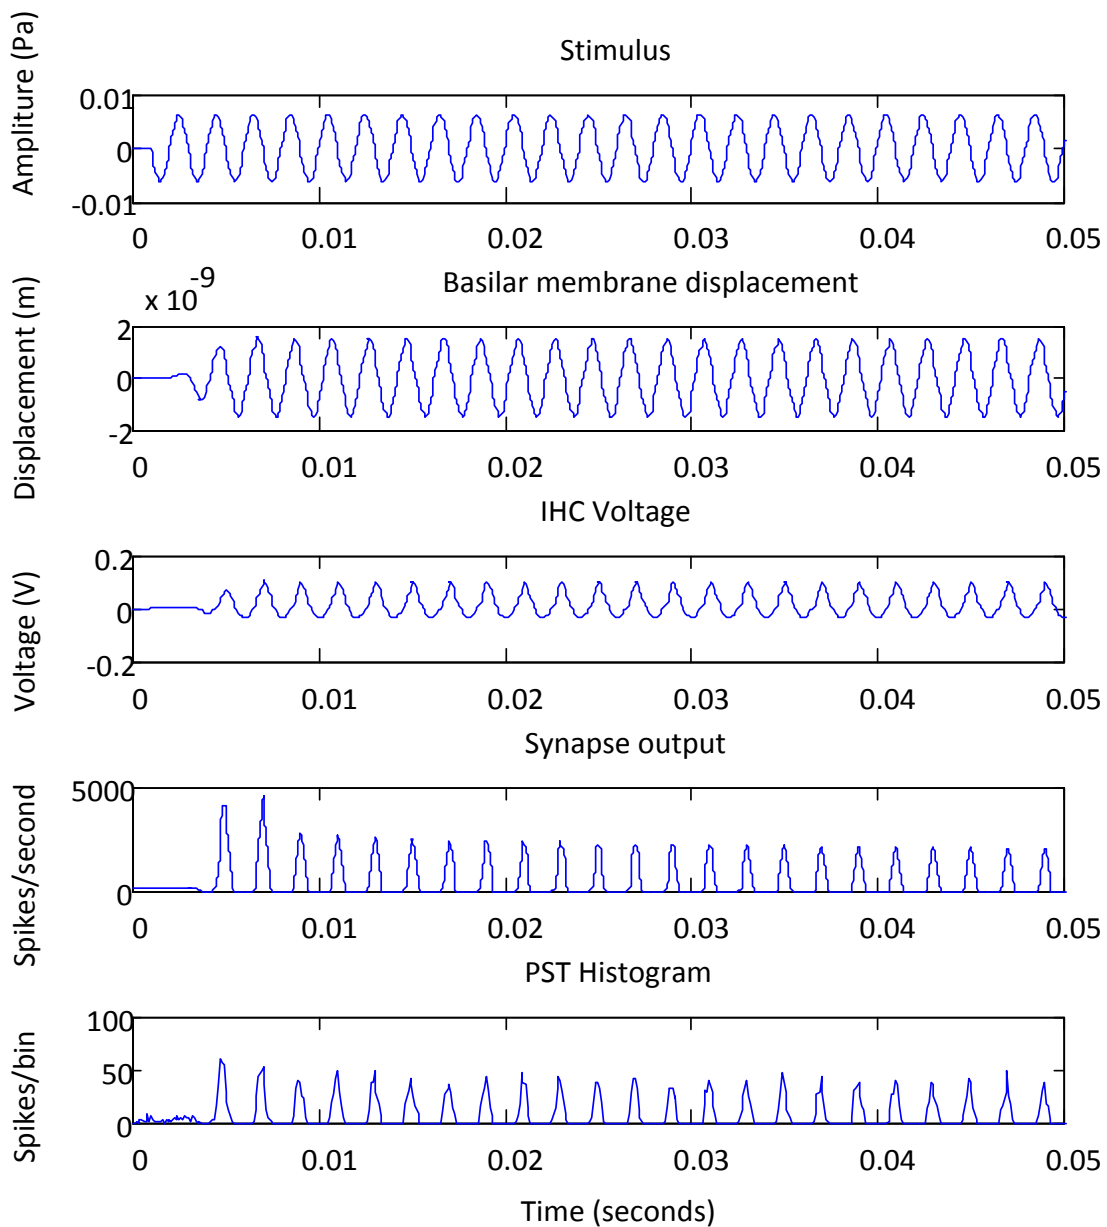 Stimulus
Ampliture (Pa)
0.01
0
-0.01
0 0.01 0.02 0.03 0.04 0.05
Basilar membrane displacement
x 10^-9
Displacement (m)
2
0
-2
0 0.01 0.02 0.03 0.04 0.05
IHC Voltage
Voltage (V)
0.2
0
-0.2
0 0.01 0.02 0.03 0.04 0.05
Synapse output
Spikes/second
5000
0
0 0.01 0.02 0.03 0.04 0.05
PST Histogram
Spikes/bin
100
50
0
0 0.01 0.02 0.03 0.04 0.05
Time (seconds)